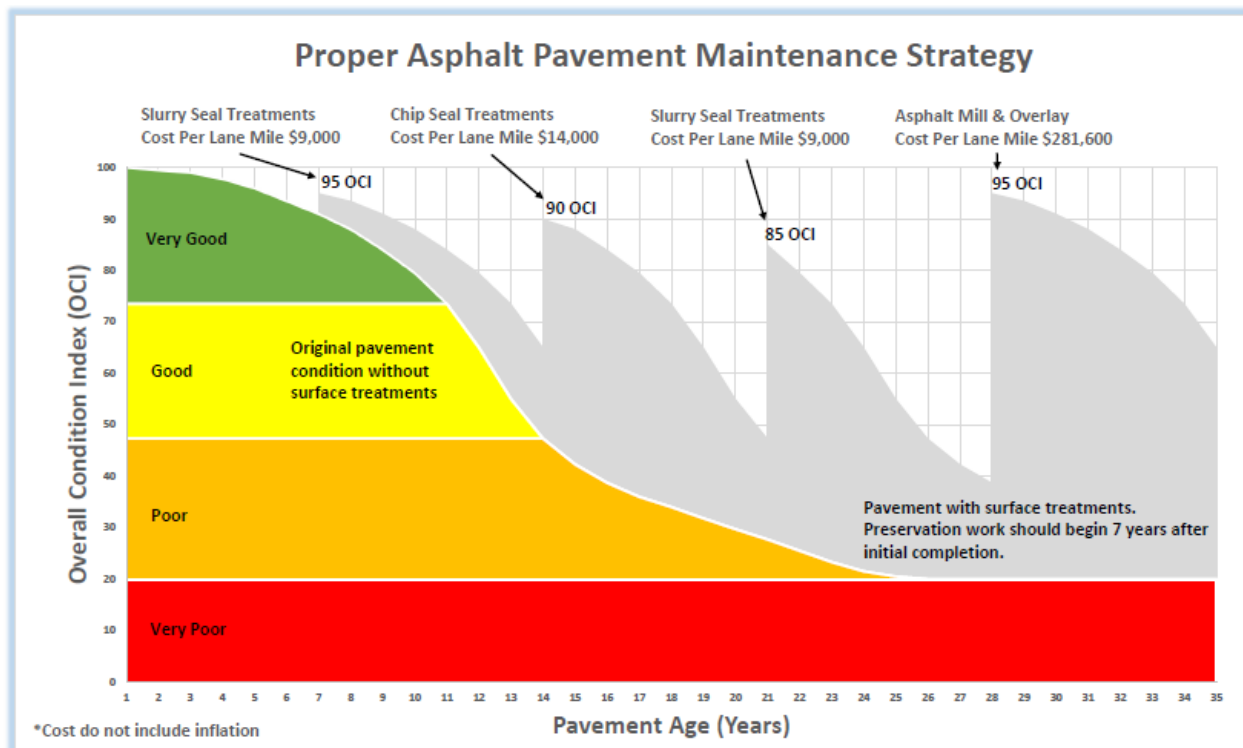 Proper Asphalt Pavement Maintenance Strategy
Slurry Seal Treatments
Cost Per Lane Mile $9,000
Chip Seal Treatments
Cost Per Lane Mile $14,000
Slurry Seal Treatments
Cost Per Lane Mile $9,000
Asphalt Mill & Overlay
Cost Per Lane Mile $281,600
95 OCI
90 OCI
85 OCI
95 OCI
Overall Condition Index (OCI)
100
90
80
70
60
50
40
30
20
10
0
Very Good
Good
Poor
Very Poor
Original pavement
condition without
surface treatments
Pavement with surface treatments.
Preservation work should begin 7 years after
initial completion.
1 2 3 4 5 6 7 8 9 10 11 12 13 14 15 16 17 18 19 20 21 22 23 24 25 26 27 28 29 30 31 32 33 34 35
Pavement Age (Years)
*Cost do not include inflation